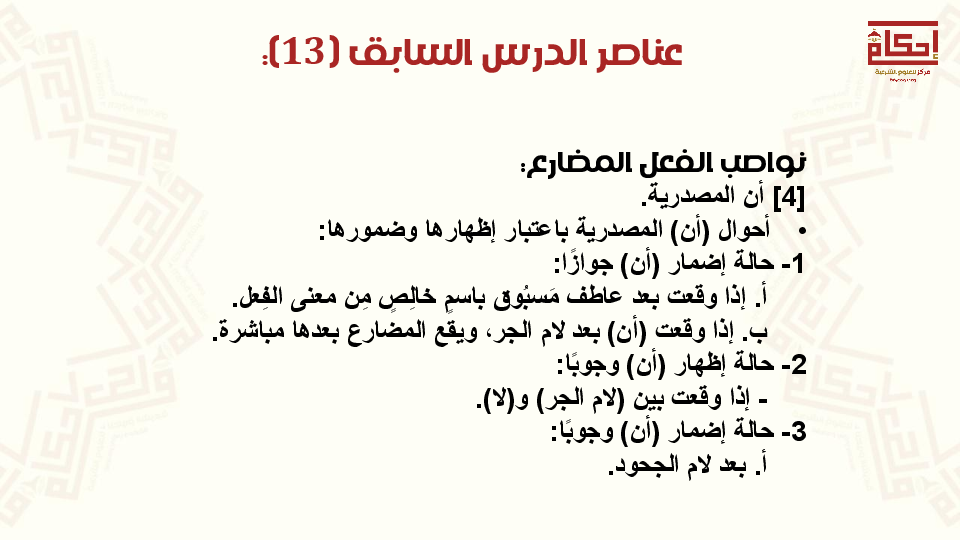 إحكام
مركز للعلوم الشرعية
عناصر الدرس السابق (13):
نواصب الفعل المضارع:
[4] أن المصدرية.
• أحوال (أن) المصدرية باعتبار إظهارها وضمورها:
1- حالة إضمار (أن) جوازًا:
أ. إذا وقعت بعد عاطف مَسبُوق باسمٍ خالِصٍ مِن معنى الفِعل.
ب. إذا وقعت (أن) بعد لام الجر، ويقع المضارع بعدها مباشرة.
2- حالة إظهار (أن) وجوبًا:
- إذا وقعت بين (لام الجر) و(لا).
3- حالة إضمار (أن) وجوبًا:
أ. بعد لام الجحود.